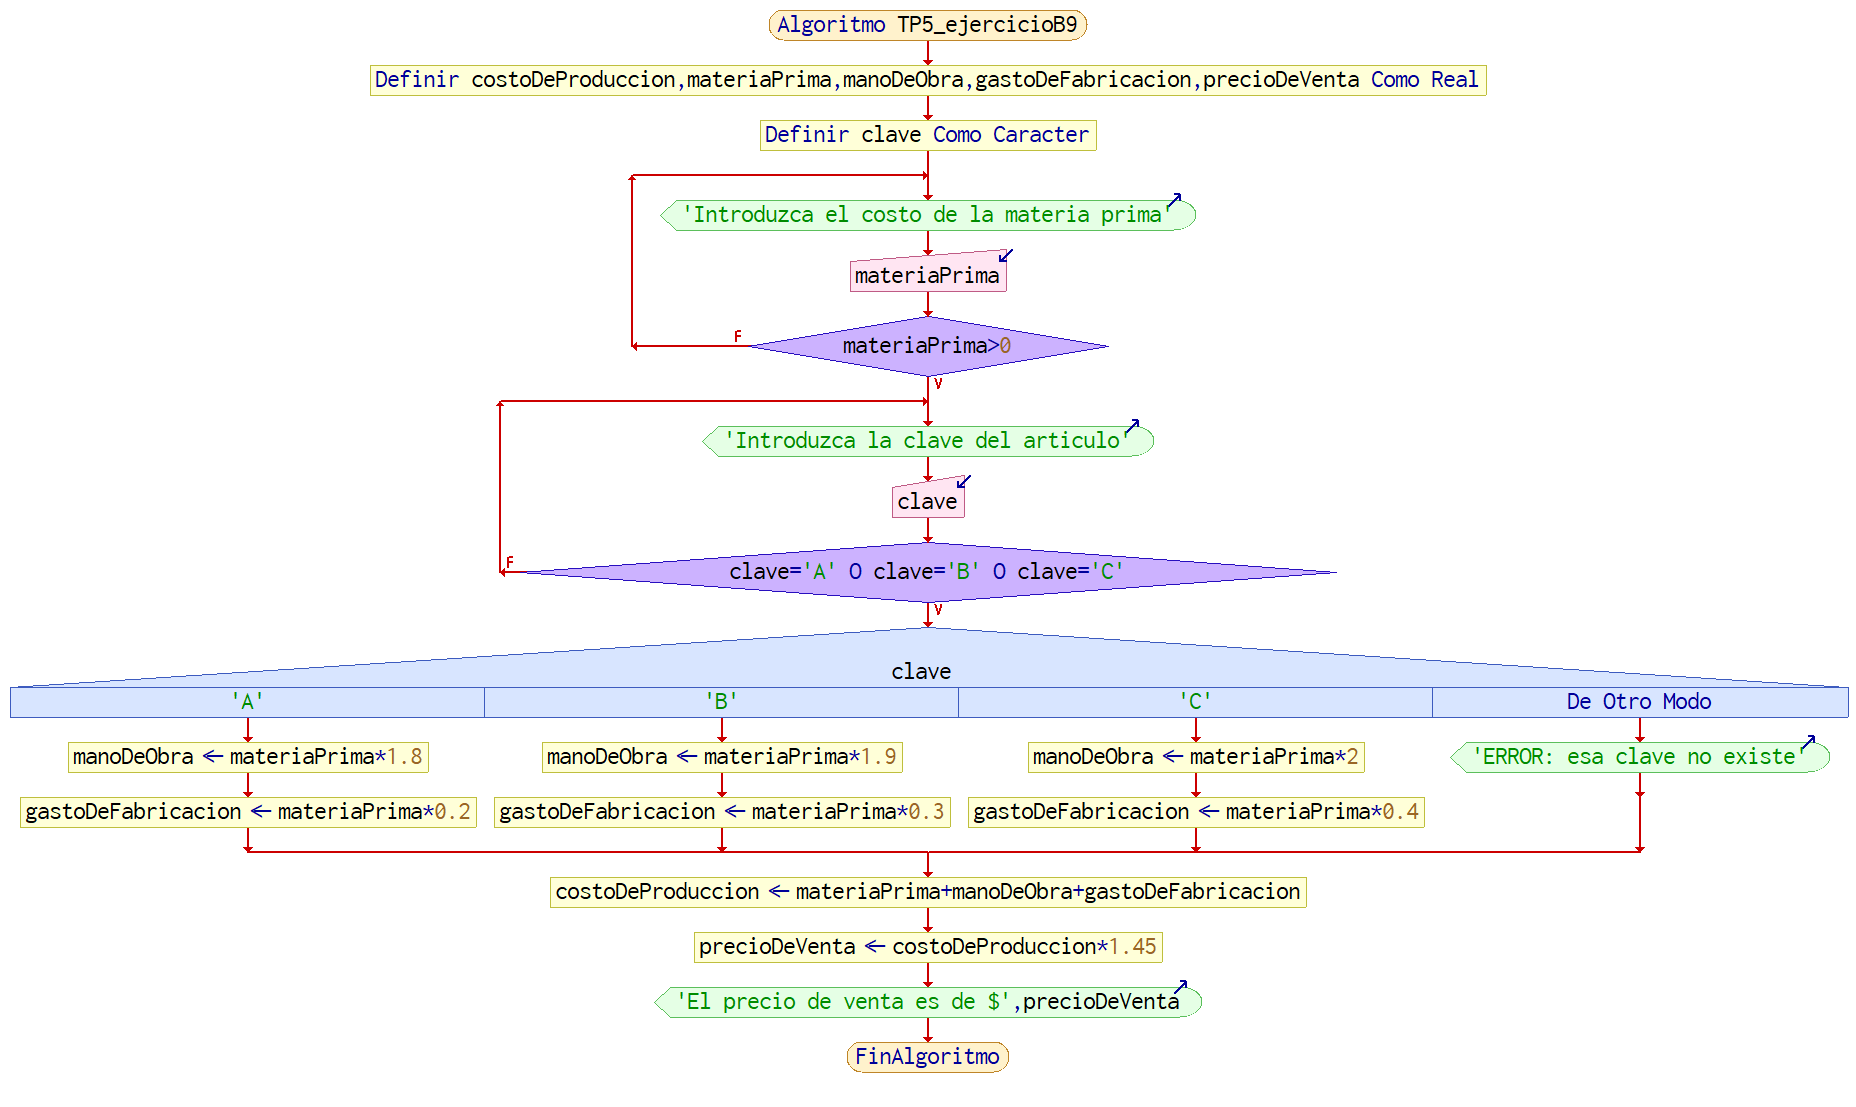 Algoritmo TP5_ejercicioB9
Definir costoDeProduccion,materiaPrima,manoDeObra,gastoDeFabricacion,precioDeVenta Como Real
Definir clave Como Caracter
'Introduzca el costo de la materia prima'
materiaPrima
F
materiaPrima>0
V
'Introduzca la clave del articulo'
clave
F
clave='A' O clave='B' O clave='C'
V
clave
'A' 'B' 'C' De Otro Modo
manoDeObra ← materiaPrima*1.8 manoDeObra ← materiaPrima*1.9 manoDeObra ← materiaPrima*2 'ERROR: esa clave no existe'
gastoDeFabricacion ← materiaPrima*0.2 gastoDeFabricacion ← materiaPrima*0.3 gastoDeFabricacion ← materiaPrima*0.4
costoDeProduccion ← materiaPrima+manoDeObra+gastoDeFabricacion
precioDeVenta ← costoDeProduccion*1.45
'El precio de venta es de $',precioDeVenta
FinAlgoritmo